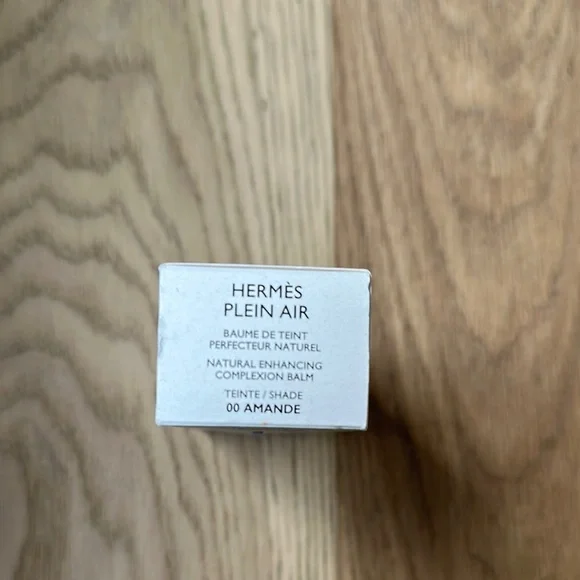 HERMÈS
PLEIN AIR
BAUME DE TEINT
PERFECTEUR NATUREL
NATURAL ENHANCING
COMPLEXION BALM
TEINTE / SHADE
00 AMANDE